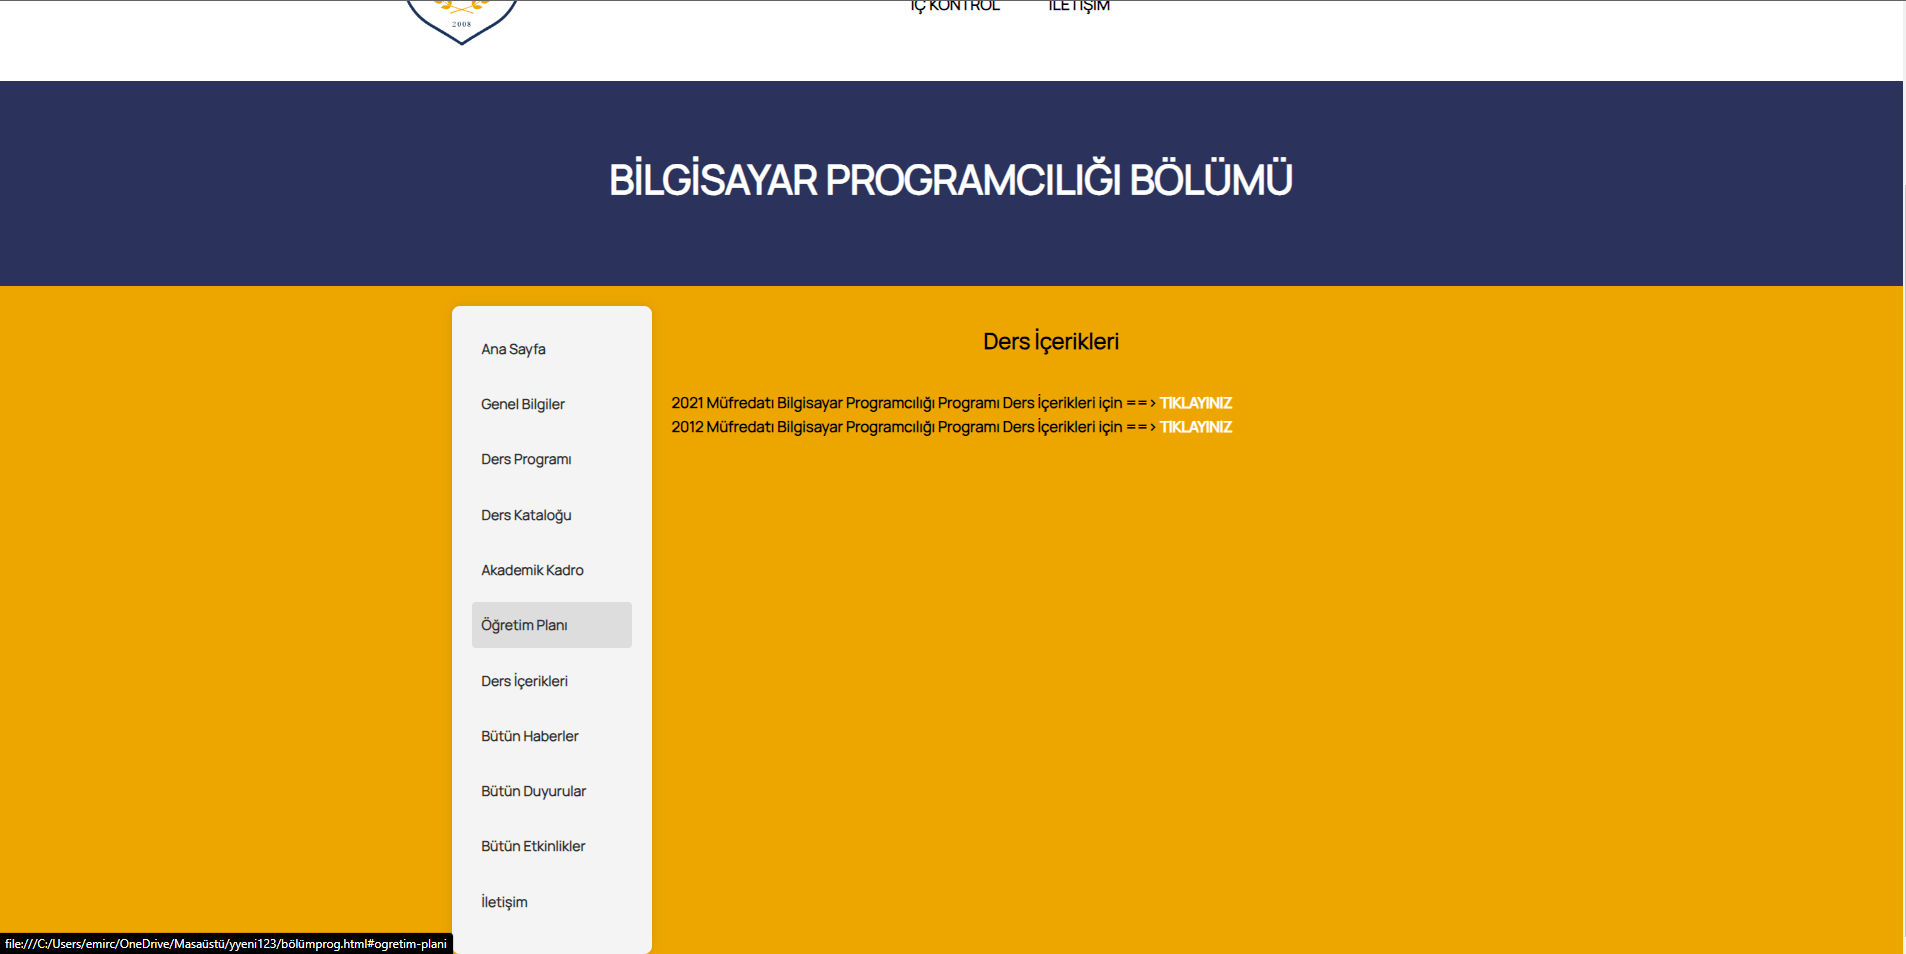 2008
İÇ KONTROL
İLETİŞİM
BİLGİSAYAR PROGRAMCILIĞI BÖLÜMÜ
Ana Sayfa
Genel Bilgiler
Ders Programı
Ders Kataloğu
Akademik Kadro
Öğretim Planı
Ders İçerikleri
Bütün Haberler
Bütün Duyurular
Bütün Etkinlikler
İletişim
Ders İçerikleri
2021 Müfredatı Bilgisayar Programcılığı Programı Ders İçerikleri için ==> TIKLAYINIZ
2012 Müfredatı Bilgisayar Programcılığı Programı Ders İçerikleri için ==> TIKLAYINIZ
file:///C:/Users/emirc/OneDrive/Masaüstü/yyeni123/bölümprog.html#ogretim-plani